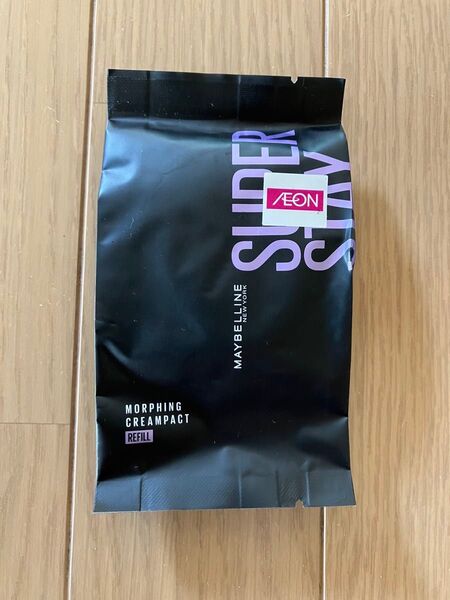 SUPER
STAY
ÆON
MAYBELLINE
NEW YORK
MORPHING
CREAMPACT
REFILL